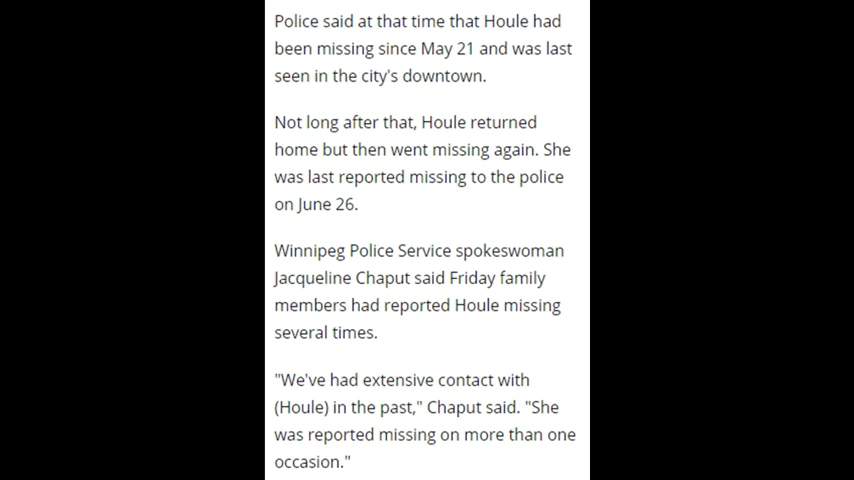 Police said at that time that Houle had
been missing since May 21 and was last
seen in the city's downtown.
Not long after that, Houle returned
home but then went missing again. She
was last reported missing to the police
on June 26.
Winnipeg Police Service spokeswoman
Jacqueline Chaput said Friday family
members had reported Houle missing
several times.
"We've had extensive contact with
(Houle) in the past," Chaput said. "She
was reported missing on more than one
occasion."